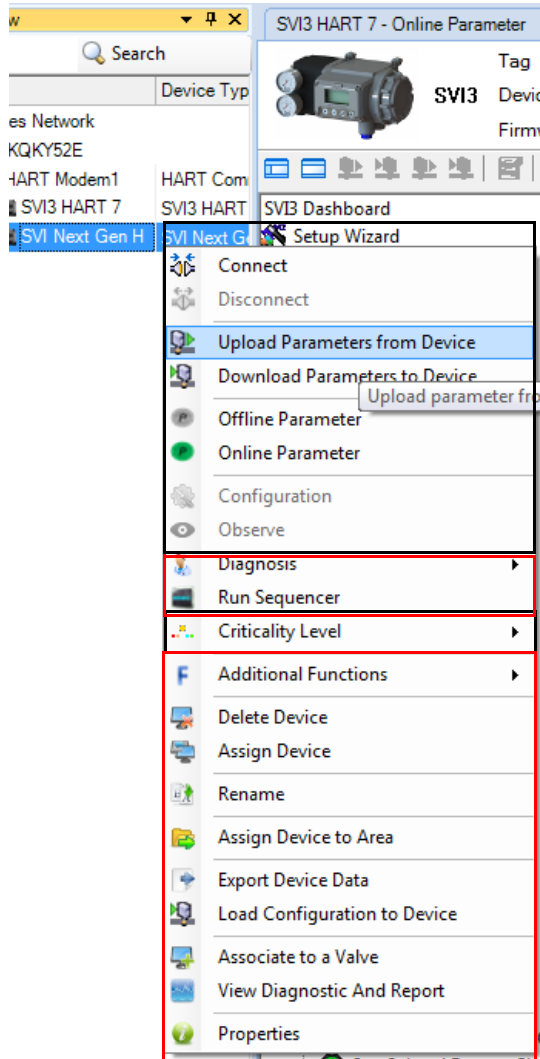 w
SVI3 HART 7 - Online Parameter
Search
Tag
SVI3
Devic
Device Typ
Firmw
es Network
KQKY52E
HART Modem1
HART Com
SVI3 HART 7
SVI3 HART
SVI3 Dashboard
SVI Next Gen H
SVI Next Ge
Setup Wizard
Connect
Disconnect
Upload Parameters from Device
Download Parameters to Device
Upload parameter fro
Offline Parameter
Online Parameter
Configuration
Observe
Diagnosis
Run Sequencer
Criticality Level
F
Additional Functions
Delete Device
Assign Device
Rename
Assign Device to Area
Export Device Data
Load Configuration to Device
Associate to a Valve
View Diagnostic And Report
Properties